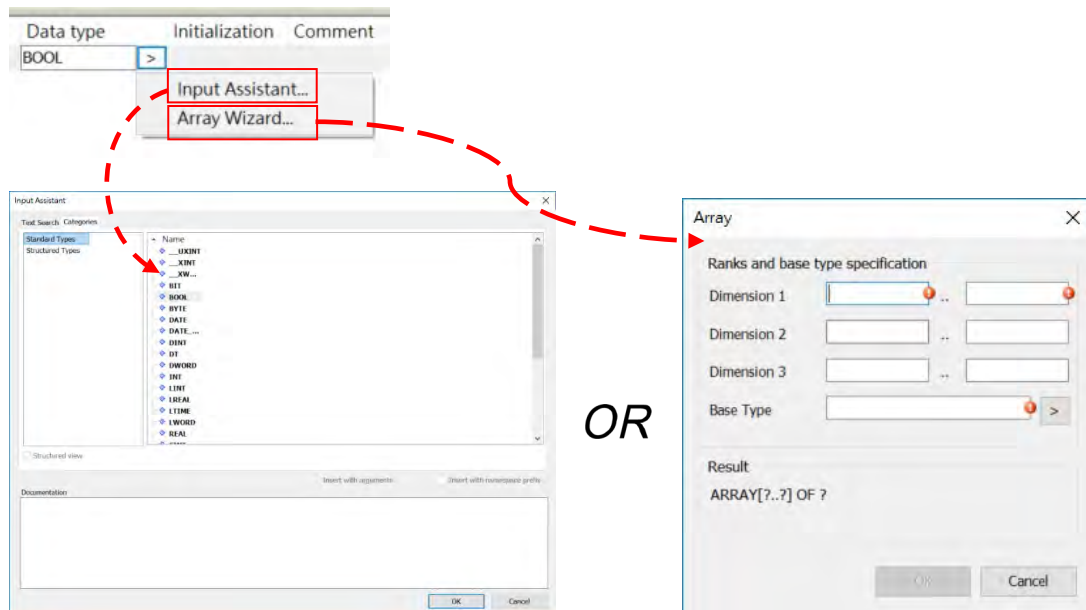 Data type Initialization Comment
BOOL >
Input Assistant...
Array Wizard...
Input Assistant ×
Text Search Categories
Standard Types
Structured Types
Name
__UXINT
__XINT
__XW...
BIT
BOOL
BYTE
DATE
DATE_...
DINT
DT
DWORD
INT
LINT
LREAL
LTIME
LWORD
REAL
Structured view
Insert with arguments Insert with namespace prefix
Documentation
OK Cancel
OR
Array ×
Ranks and base type specification
Dimension 1 ..
Dimension 2 ..
Dimension 3 ..
Base Type >
Result
ARRAY[?..?] OF ?
OK Cancel